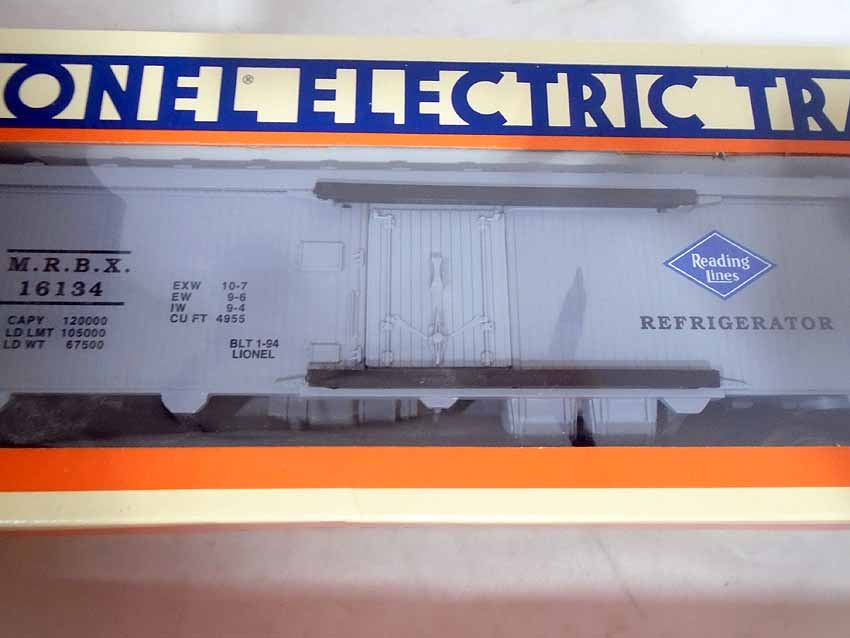 ONEL® ELECTRIC TRA
M.R.B.X.
16134
CAPY 120000
LD LMT 105000
LD WT 67500
EXW 10-7
EW 9-6
IW 9-4
CU FT 4955
BLT 1-94
LIONEL
Reading
Lines
REFRIGERATOR